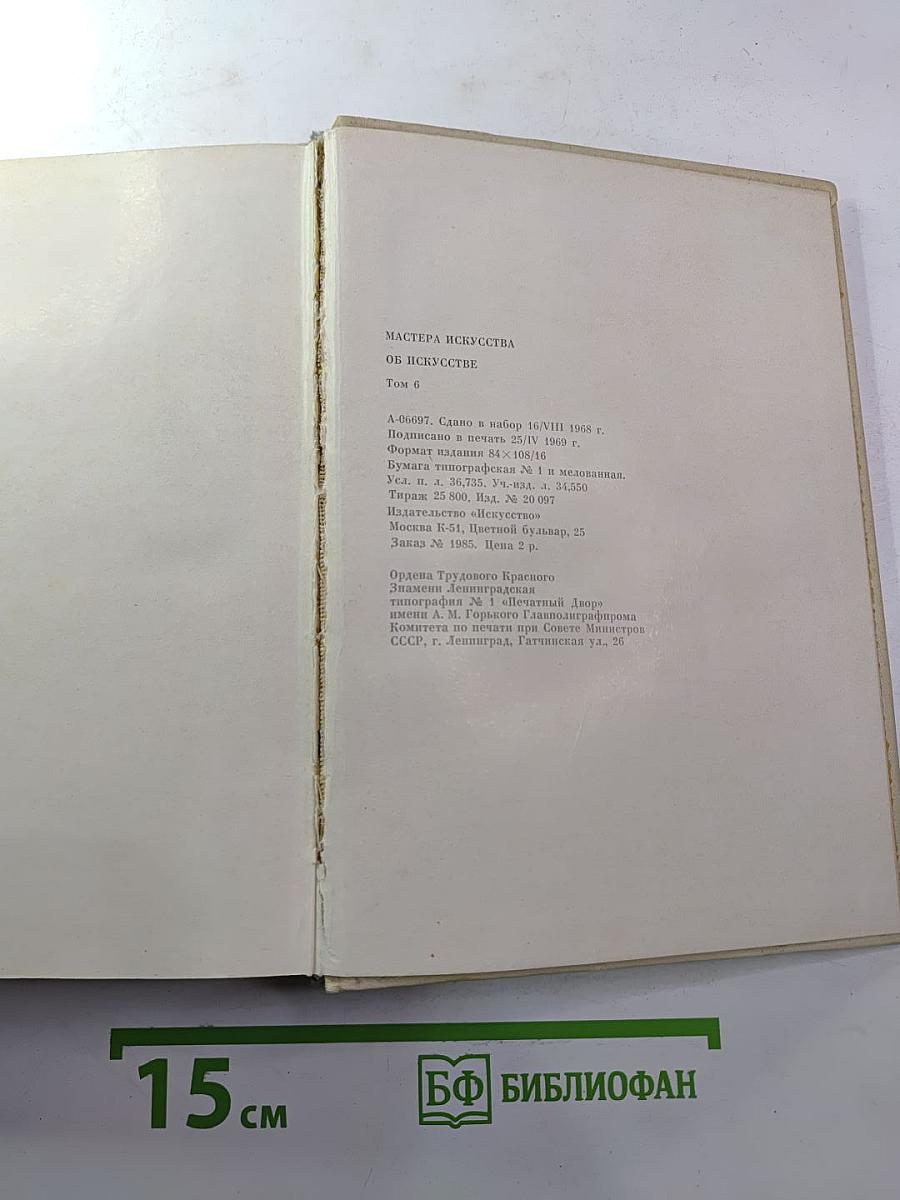 МАСТЕРА ИСКУССТВА
ОБ ИСКУССТВЕ
Том 6
А-06697. Сдано в набор 16/VIII 1968 г.
Подписано в печать 25/IV 1969 г.
Формат издания 84×108/16
Бумага типографская № 1 и мелованная.
Усл. п. л. 36,735. Уч.-изд. л. 34,550
Тираж 25 800. Изд. № 20 097
Издательство «Искусство»
Москва К-51, Цветной бульвар, 25
Заказ № 1985. Цена 2 р.
Ордена Трудового Красного
Знамени Ленинградская
типография № 1 «Печатный Двор»
имени А. М. Горького Главполиграфпрома
Комитета по печати при Совете Министров
СССР, г. Ленинград, Гатчинская ул., 26
15 см
БФ БИБЛИОФАН